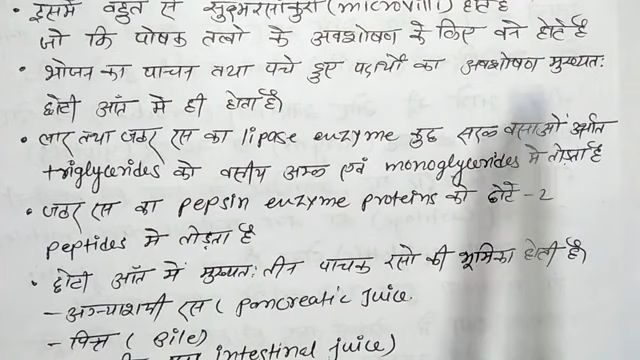 • इसमें बहुत से सुक्ष्मरसांकुरो (microvilli) होते हैं
जो कि पोषक तत्वो के अवशोषण के लिए बने होते है
• भोजन का पाचन तथा पचे हुए पदार्थो का अवशोषण मुख्यतः
छोटी आँत मे ही होता है।
• लार तथा जठर रस का lipase enzyme कुछ सरल वसाओं अर्थात
triglycerides को वसीय अम्ल एवं monoglycerides मे तोड़ता है
• जठर रस का pepsin enzyme proteins को छोटे-2
peptides मे तोड़ता है
• छोटी आँत में मुख्यतः तीन पाचक रसो की भूमिका होती है।
- अग्न्याशयी रस ( pancreatic juice
- पित्त ( Bile)
रस intestinal juice)